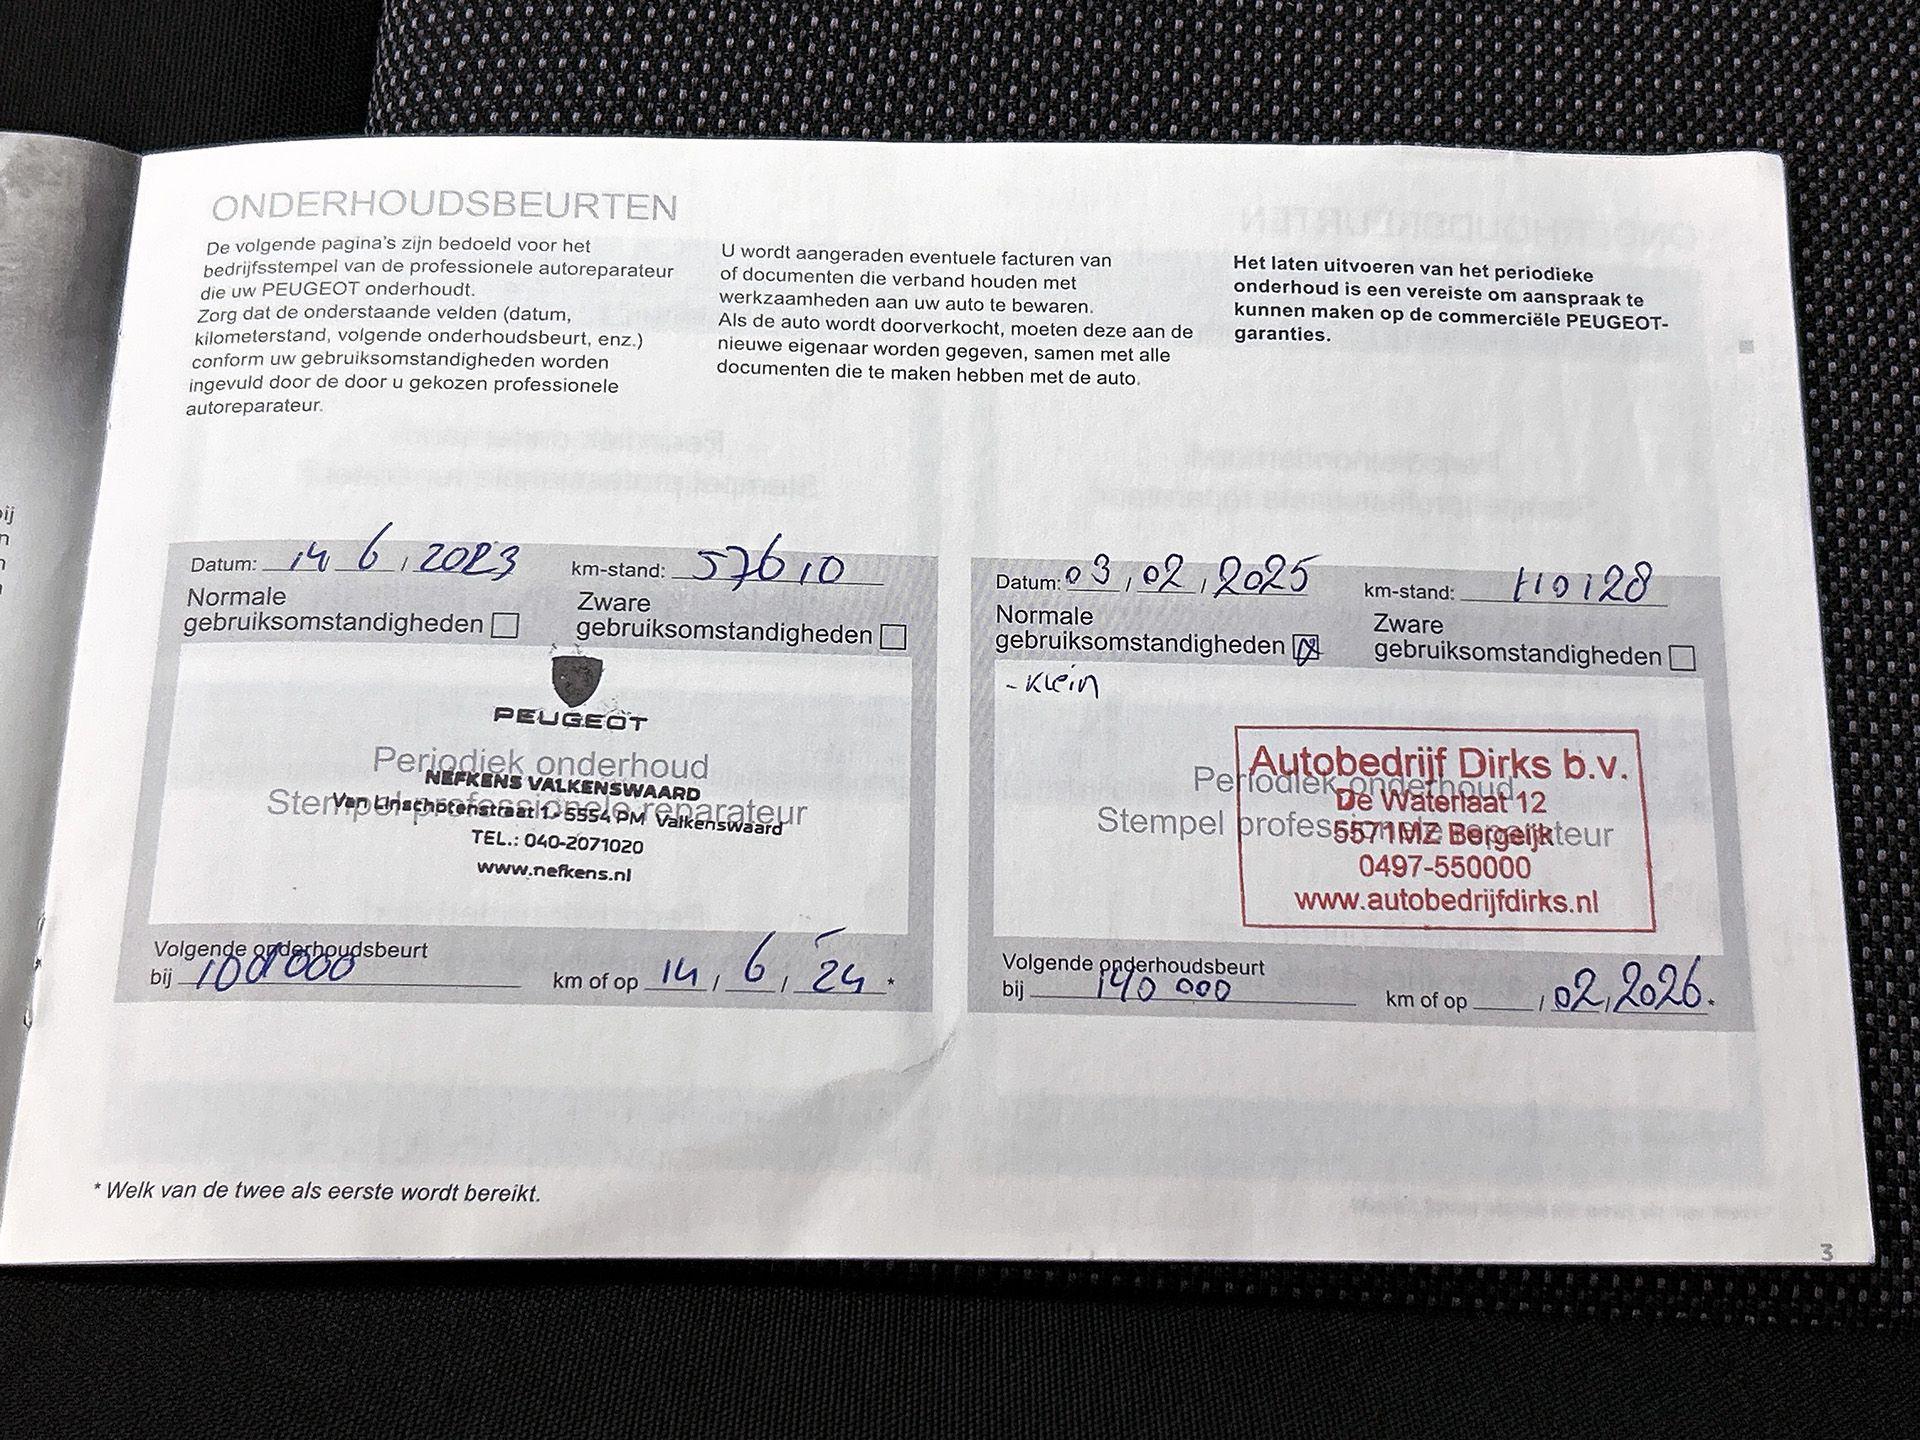 ONDERHOUDSBEURTEN
De volgende pagina's zijn bedoeld voor het
bedrijfsstempel van de professionele autoreparateur
die uw PEUGEOT onderhoudt.
Zorg dat de onderstaande velden (datum,
kilometerstand, volgende onderhoudsbeurt, enz.)
conform uw gebruiksomstandigheden worden
ingevuld door de door u gekozen professionele
autoreparateur.
U wordt aangeraden eventuele facturen van
of documenten die verband houden met
werkzaamheden aan uw auto te bewaren.
Als de auto wordt doorverkocht, moeten deze aan de
nieuwe eigenaar worden gegeven, samen met alle
documenten die te maken hebben met de auto.
Het laten uitvoeren van het periodieke
onderhoud is een vereiste om aanspraak te
kunnen maken op de commerciële PEUGEOT-
garanties.
Datum: 14 6 / 2023 km-stand: 57610
Normale
gebruiksomstandigheden
Zware
gebruiksomstandigheden
PEUGEOT
Periodiek onderhoud
NEFKENS VALKENSWAARD
Stempel professionele reparateur
Van Linschotenstraat 1 - 5554 PM Valkenswaard
TEL.: 040-2071020
www.nefkens.nl
Volgende onderhoudsbeurt
bij 100000 km of op 14 / 6 / 24 *
Datum: 03 / 02 / 2025 km-stand: 110128
Normale
gebruiksomstandigheden
Zware
gebruiksomstandigheden
- Klein
Autobedrijf Dirks b.v.
Periodiek onderhoud
De Waterlaat 12
Stempel professionele reparateur
5571MZ Bergeijk
0497-550000
www.autobedrijfdirks.nl
Volgende onderhoudsbeurt
bij 140 000 km of op / 02 / 2026 *
* Welk van de twee als eerste wordt bereikt.
3